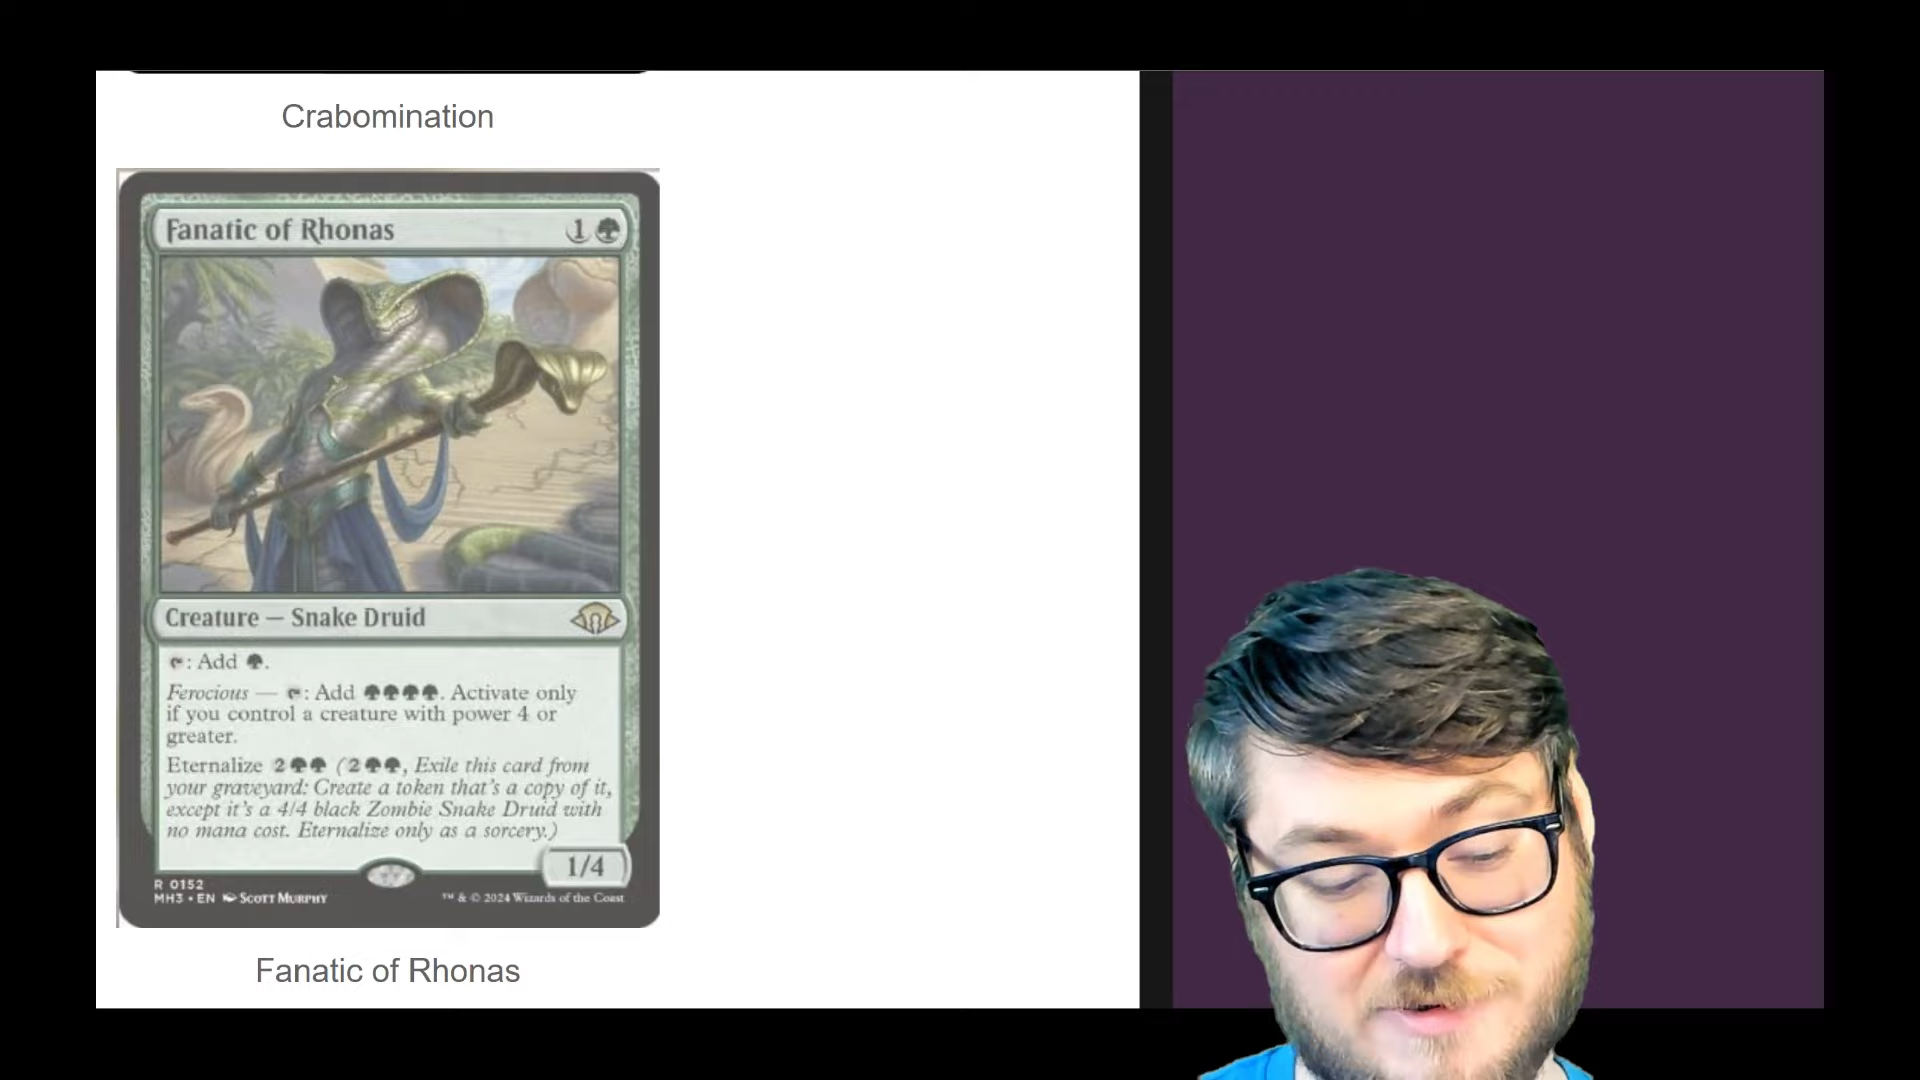 Crabomination
Fanatic of Rhonas 1
Creature — Snake Druid
: Add .
Ferocious — : Add . Activate only
if you control a creature with power 4 or
greater.
Eternalize 2 (2, Exile this card from
your graveyard: Create a token that's a copy of it,
except it's a 4/4 black Zombie Snake Druid with
no mana cost. Eternalize only as a sorcery.)
1/4
R 0152
MH3 • EN Scott Murphy ™ & © 2024 Wizards of the Coast
Fanatic of Rhonas